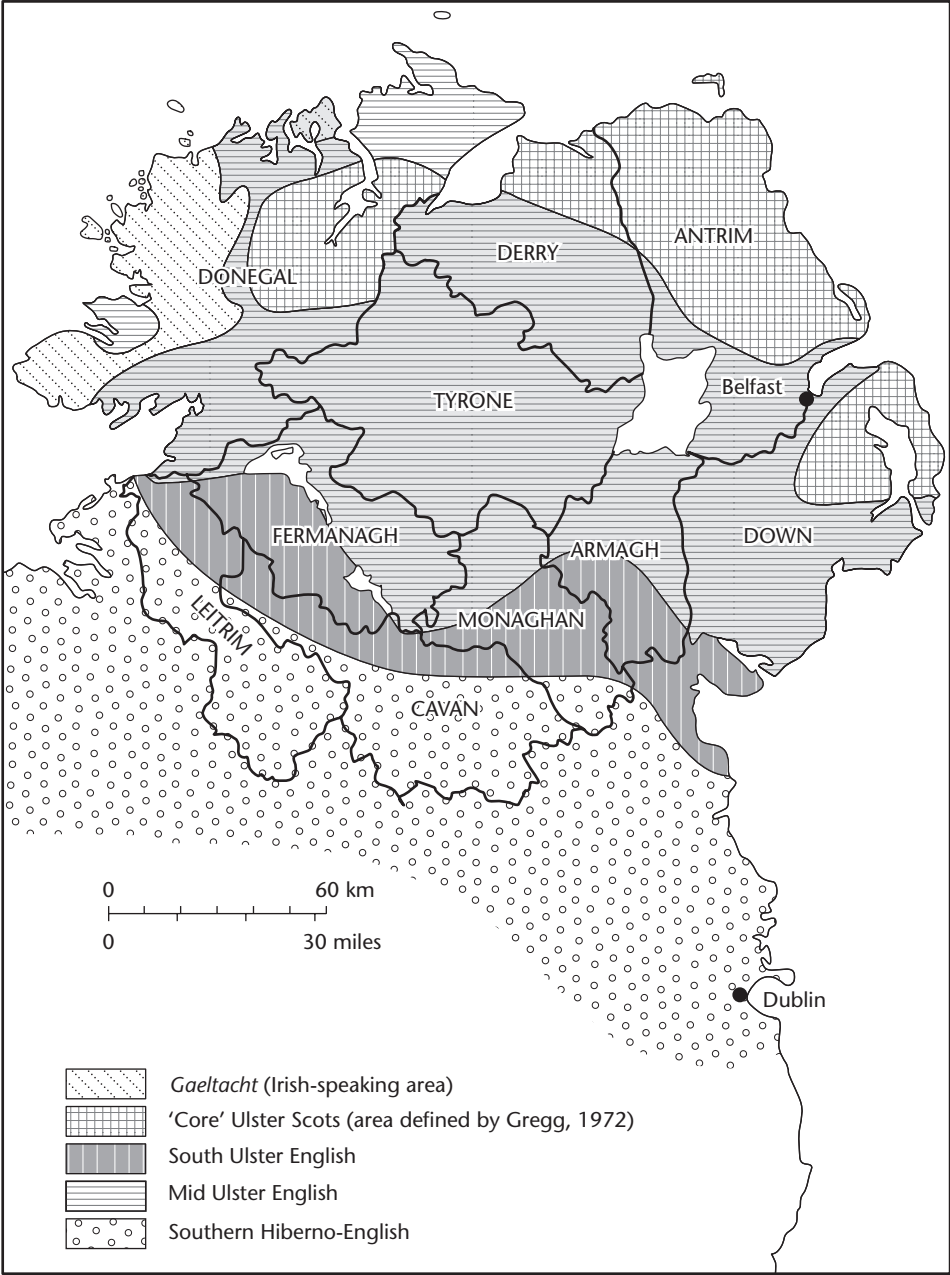 DERRY
ANTRIM
DONEGAL
TYRONE
Belfast
FERMANAGH
ARMAGH
DOWN
LEITRIM
MONAGHAN
CAVAN
0 60 km
0 30 miles
Dublin
Gaeltacht (Irish-speaking area)
‘Core’ Ulster Scots (area defined by Gregg, 1972)
South Ulster English
Mid Ulster English
Southern Hiberno-English